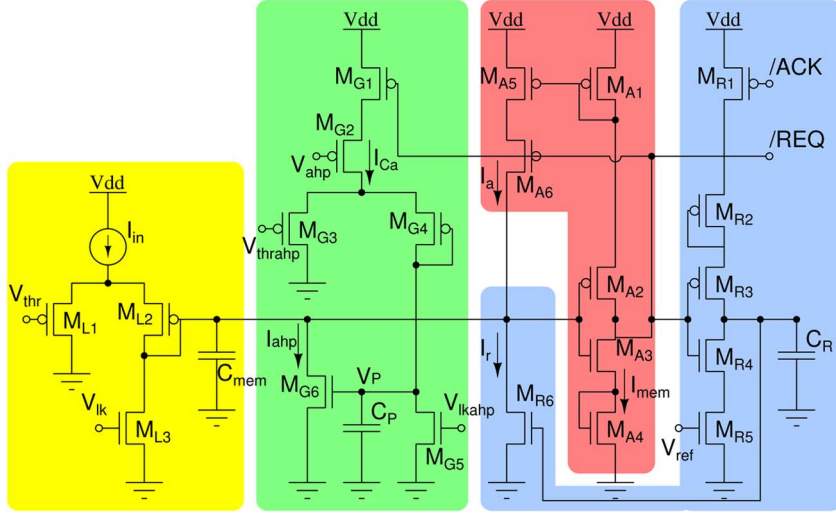 Vdd Vdd Vdd Vdd
MG1 MA5 MA1 MR1 /ACK
MG2
/REQ
Vahp ICa Ia MA6
Vdd
MR2
MG3 MG4
Iin Vthrahp
MA2 MR3
Vthr
ML1 ML2
Iahp Ir MA3 MR4 CR
Cmem VP
MG6 MR6 Imem
Vlk CP Vlkahp
ML3 MA4 MR5
MG5 Vref